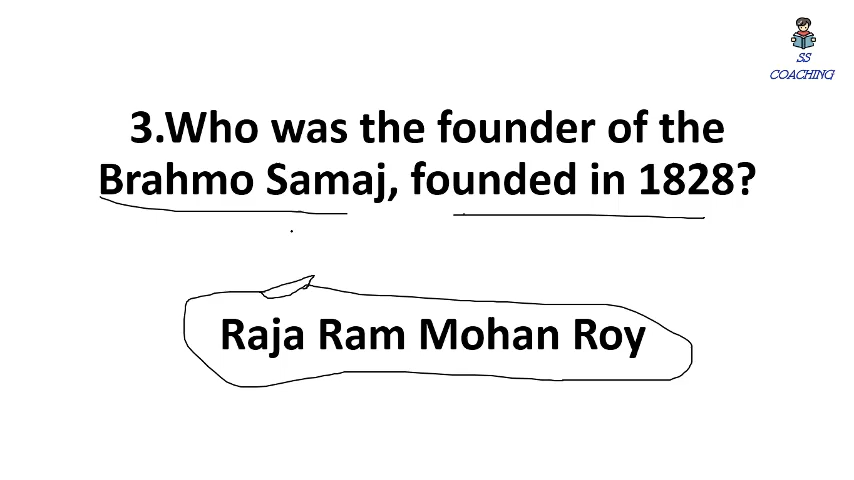 SS
COACHING
3.Who was the founder of the
Brahmo Samaj, founded in 1828?
Raja Ram Mohan Roy